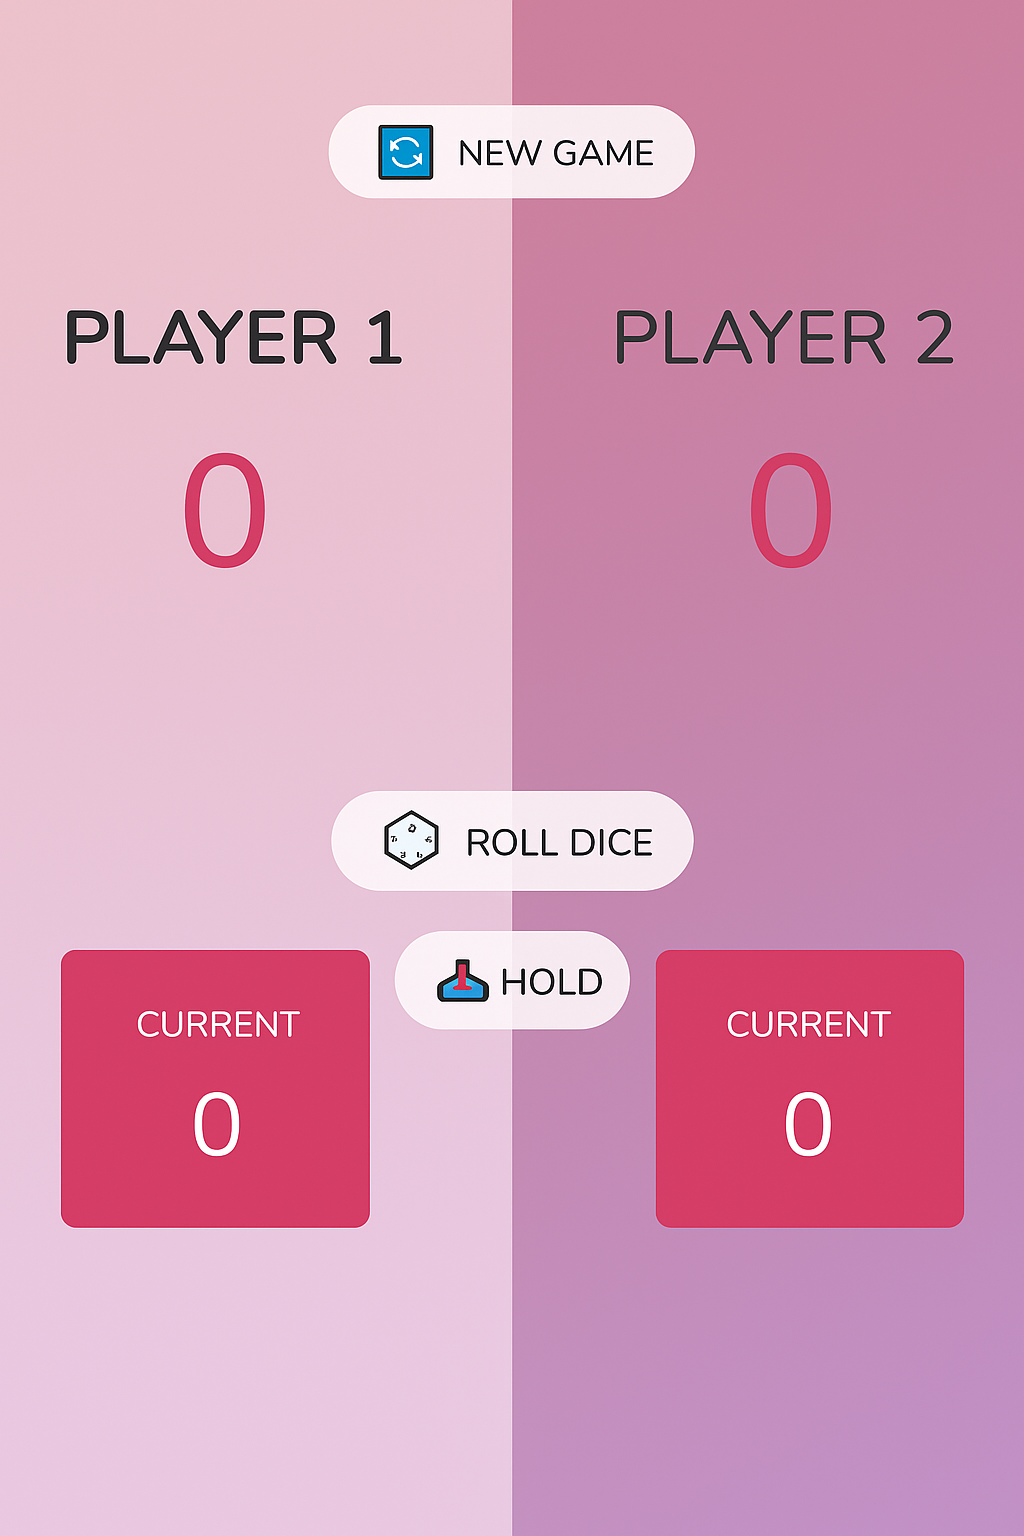 NEW GAME
PLAYER 1
PLAYER 2
0
0
ROLL DICE
HOLD
CURRENT
0
CURRENT
0